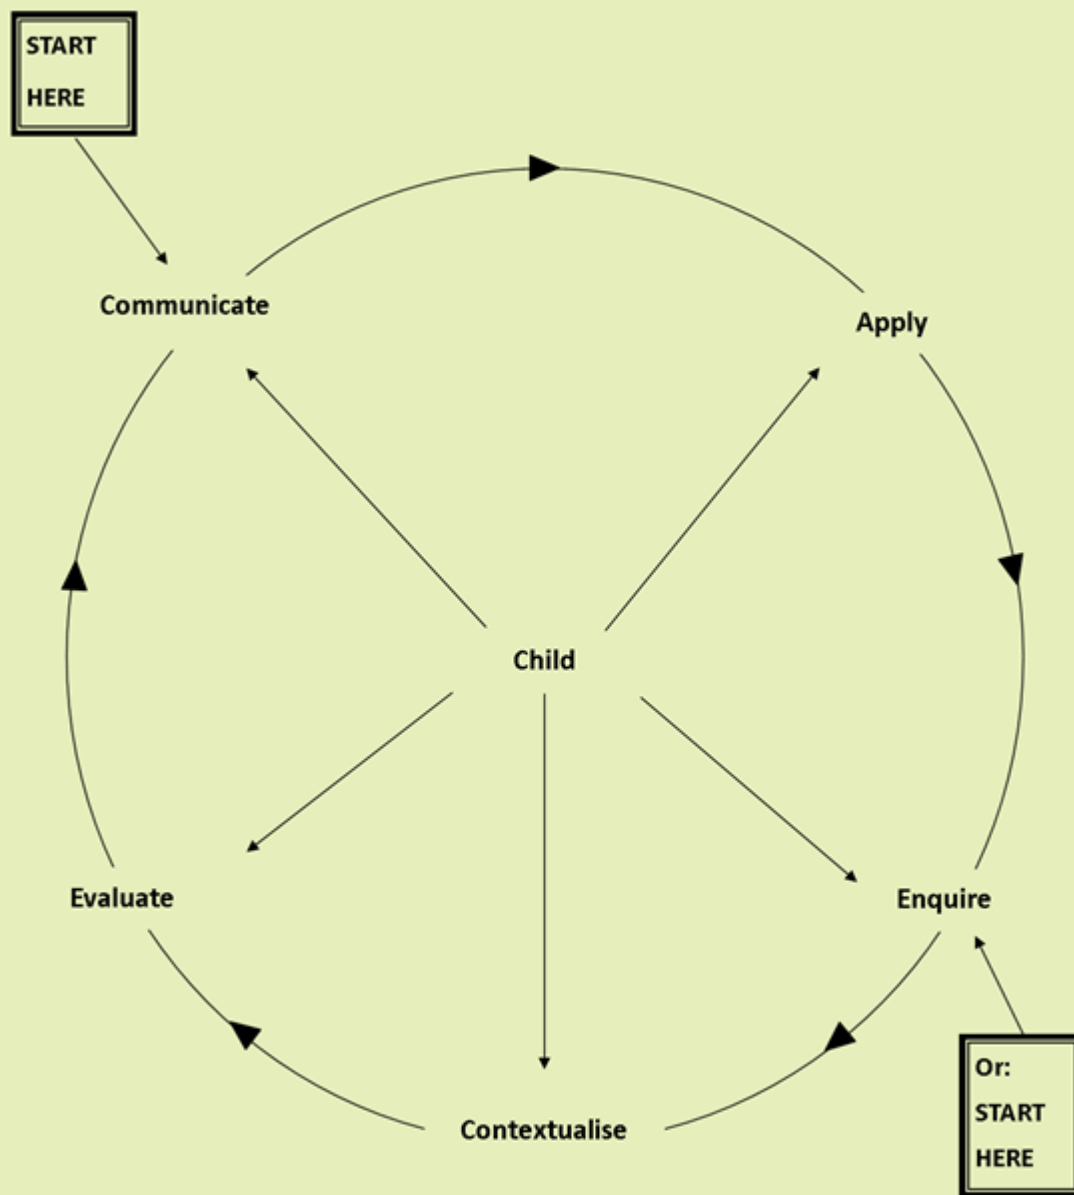 START
HERE
Communicate
Apply
Child
Evaluate
Enquire
Contextualise
Or:
START
HERE